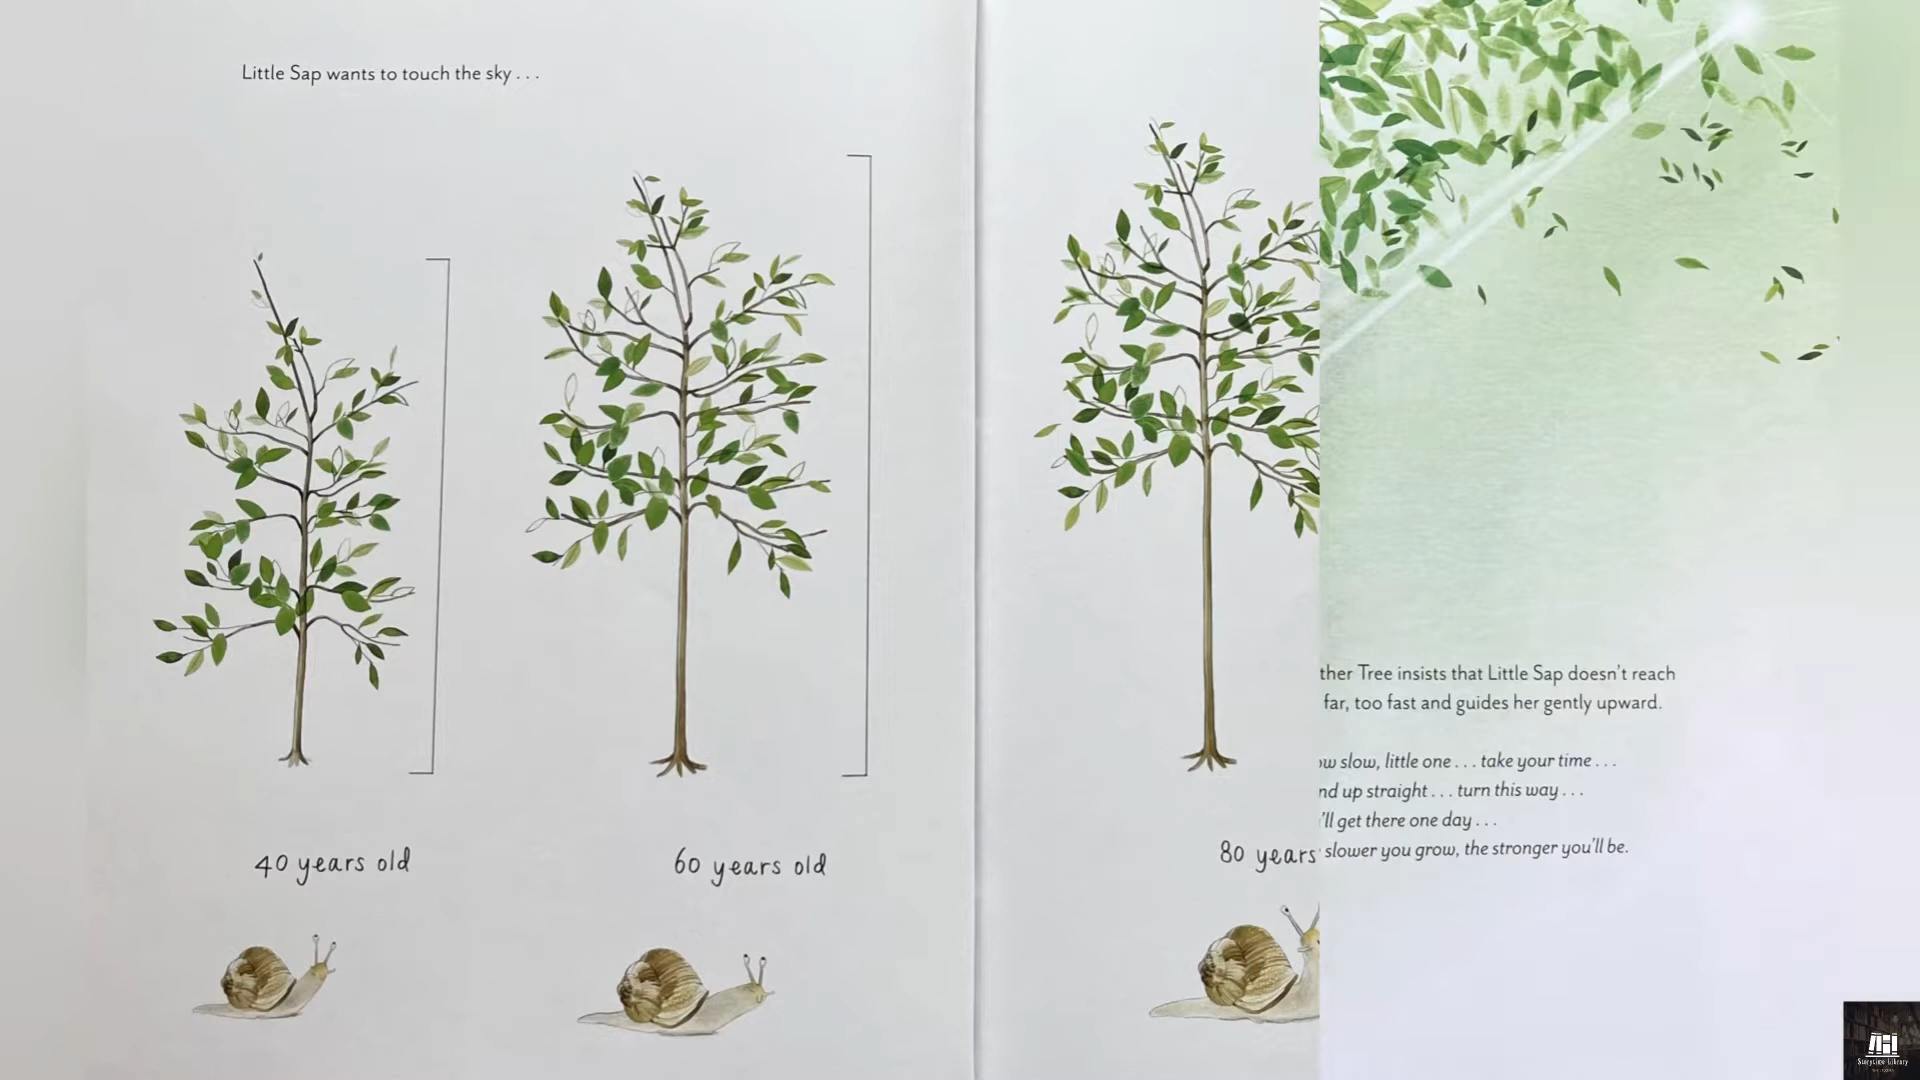 Little Sap wants to touch the sky . . .
40 years old
60 years old
80 years
Tree insists that Little Sap doesn't reach
far, too fast and guides her gently upward.
slow, little one . . . take your time . . .
up straight . . . turn this way . . .
'll get there one day . . .
slower you grow, the stronger you'll be.
Storytime Library